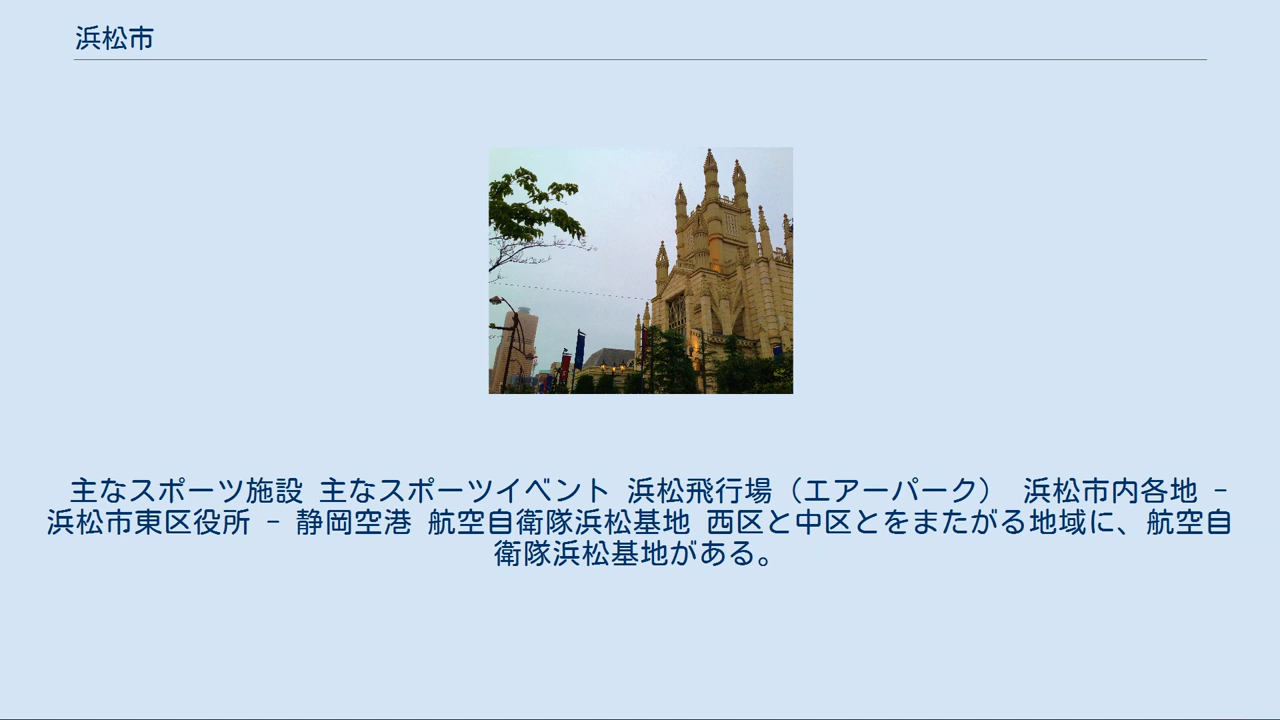 浜松市
主なスポーツ施設 主なスポーツイベント 浜松飛行場（エアーパーク） 浜松市内各地 -
浜松市東区役所 - 静岡空港 航空自衛隊浜松基地 西区と中区とをまたがる地域に、航空自
衛隊浜松基地がある。